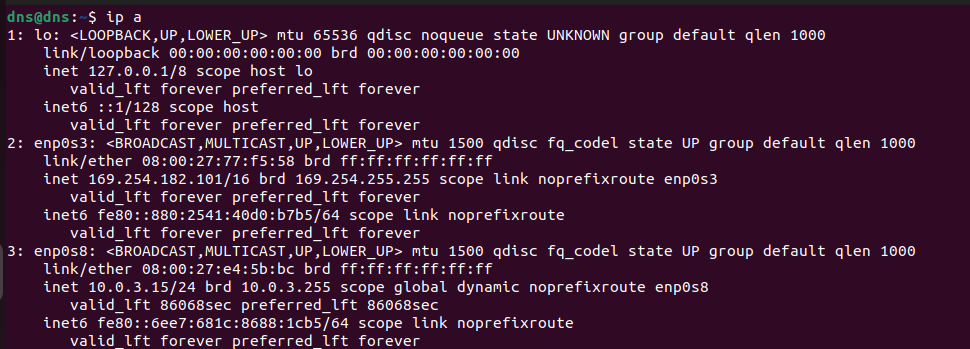 dns@dns:~$ ip a
1: lo: <LOOPBACK,UP,LOWER_UP> mtu 65536 qdisc noqueue state UNKNOWN group default qlen 1000
    link/loopback 00:00:00:00:00:00 brd 00:00:00:00:00:00
    inet 127.0.0.1/8 scope host lo
       valid_lft forever preferred_lft forever
    inet6 ::1/128 scope host
       valid_lft forever preferred_lft forever
2: enp0s3: <BROADCAST,MULTICAST,UP,LOWER_UP> mtu 1500 qdisc fq_codel state UP group default qlen 1000
    link/ether 08:00:27:77:f5:58 brd ff:ff:ff:ff:ff:ff
    inet 169.254.182.101/16 brd 169.254.255.255 scope link noprefixroute enp0s3
       valid_lft forever preferred_lft forever
    inet6 fe80::880:2541:40d0:b7b5/64 scope link noprefixroute
       valid_lft forever preferred_lft forever
3: enp0s8: <BROADCAST,MULTICAST,UP,LOWER_UP> mtu 1500 qdisc fq_codel state UP group default qlen 1000
    link/ether 08:00:27:e4:5b:bc brd ff:ff:ff:ff:ff:ff
    inet 10.0.3.15/24 brd 10.0.3.255 scope global dynamic noprefixroute enp0s8
       valid_lft 86068sec preferred_lft 86068sec
    inet6 fe80::6ee7:681c:8688:1cb5/64 scope link noprefixroute
       valid_lft forever preferred_lft forever